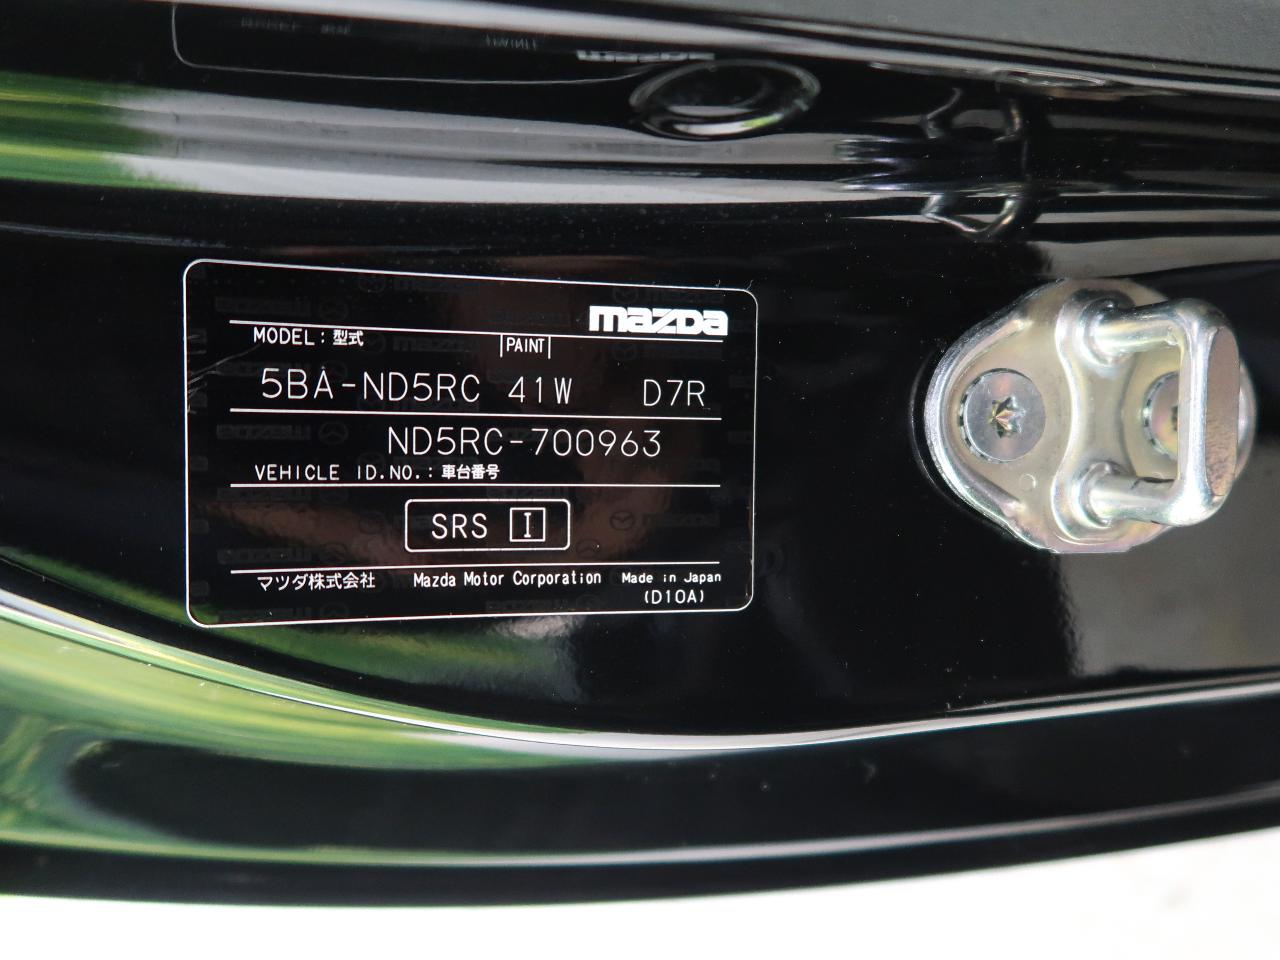 mazda
MODEL：型式 PAINT
5BA-ND5RC 41W D7R
ND5RC-700963
VEHICLE ID.NO.：車台番号
SRS I
マツダ株式会社 Mazda Motor Corporation Made in Japan
(D10A)